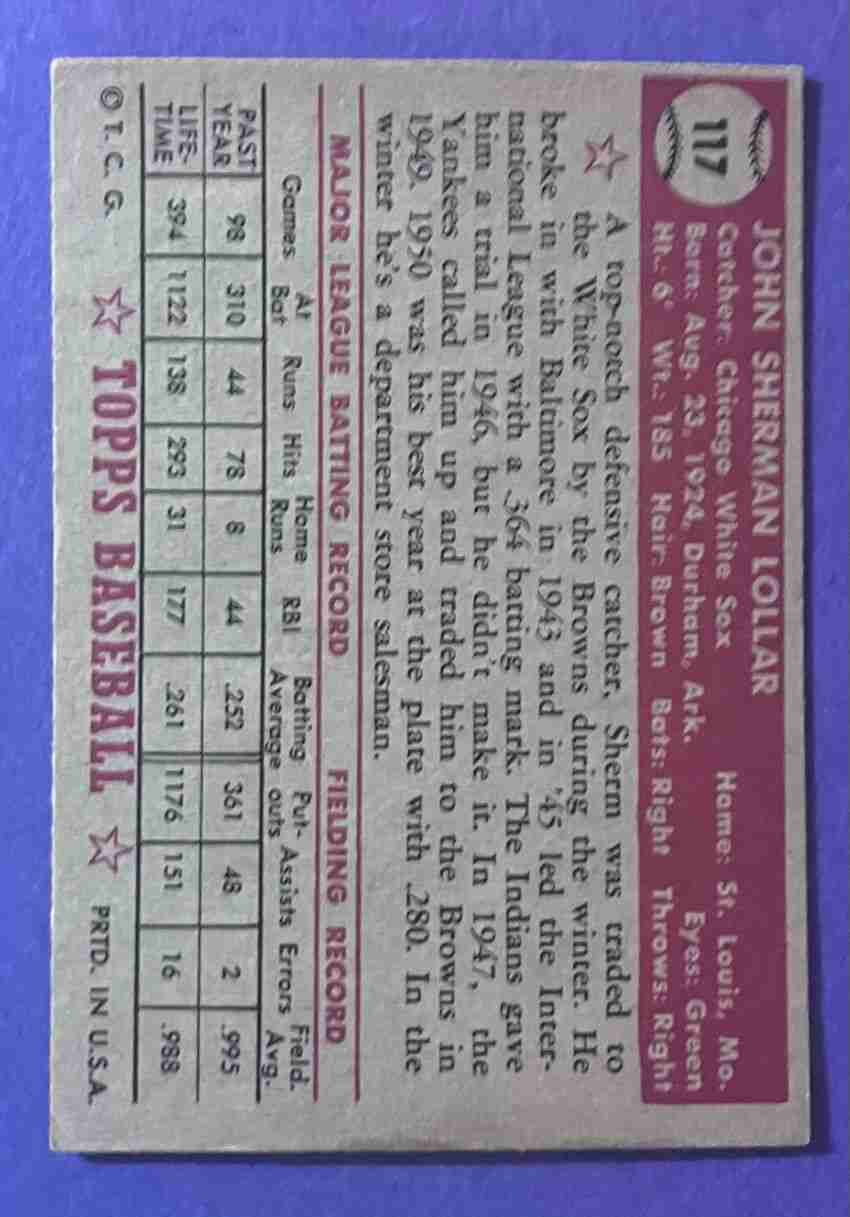 117
JOHN SHERMAN LOLLAR
Catcher: Chicago White Sox Home: St. Louis, Mo.
Born: Aug. 23, 1924, Durham, Ark. Eyes: Green
Ht.: 6' Wt.: 185 Hair: Brown Bats: Right Throws: Right
A top-notch defensive catcher, Sherm was traded to
the White Sox by the Browns during the winter. He
broke in with Baltimore in 1943 and in '45 led the Inter-
national League with a .364 batting mark. The Indians gave
him a trial in 1946, but he didn't make it. In 1947, the
Yankees called him up and traded him to the Browns in
1949. 1950 was his best year at the plate with .280. In the
winter he's a department store salesman.
MAJOR LEAGUE BATTING RECORD FIELDING RECORD
Games At Bat Runs Hits Home Runs RBI Batting Average Put-outs Assists Errors Field. Avg.
PAST YEAR 98 310 44 78 8 44 .252 361 48 2 .995
LIFE-TIME 394 1122 138 293 31 177 .261 1176 151 16 .988
© T. C. G. TOPPS BASEBALL PRTD. IN U.S.A.